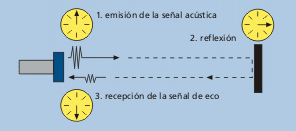 1. emisión de la señal acústica
2. reflexión
3. recepción de la señal de eco